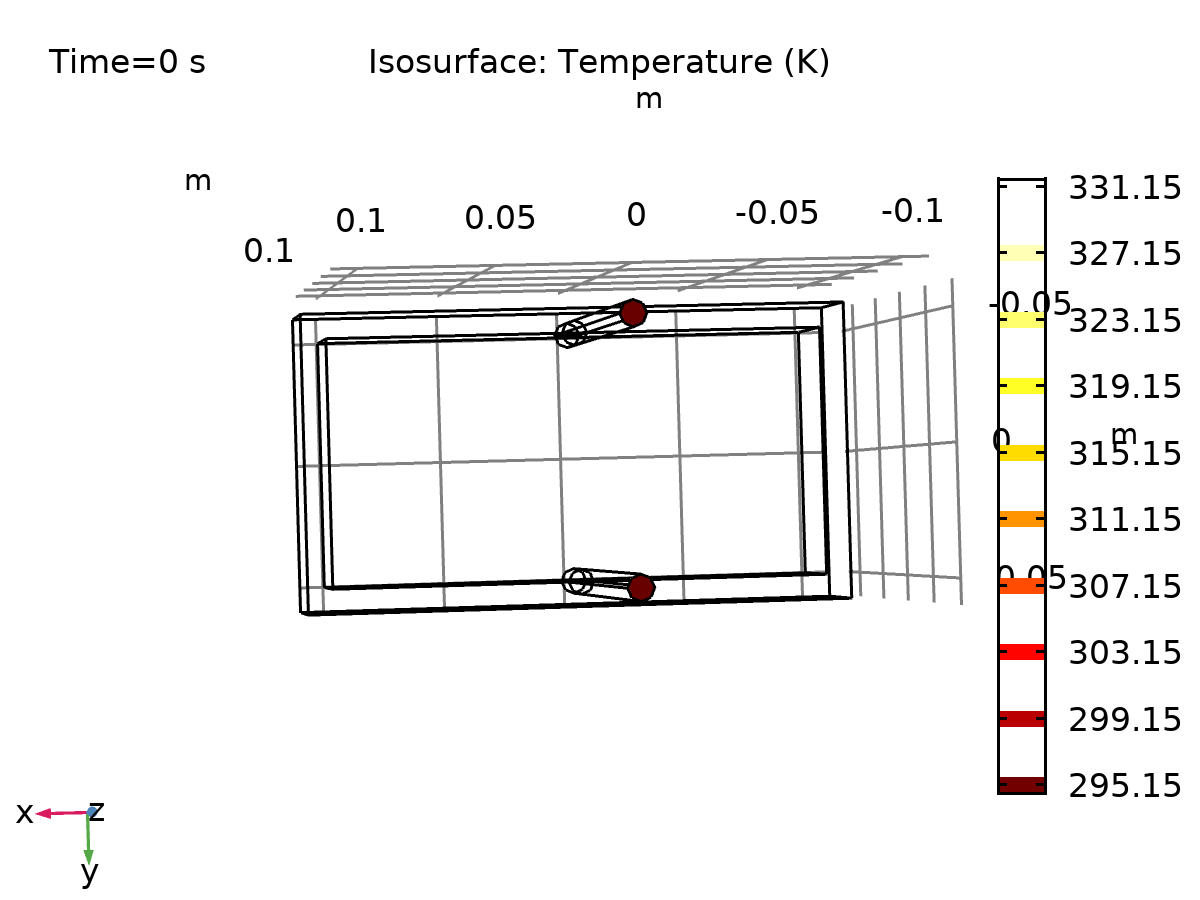 Time=0 s
Isosurface: Temperature (K)
m
m
0.1
0.1
0.05
0
-0.05
-0.1
-0.05
0
m
0.05
331.15
327.15
323.15
319.15
315.15
311.15
307.15
303.15
299.15
295.15
x
z
y